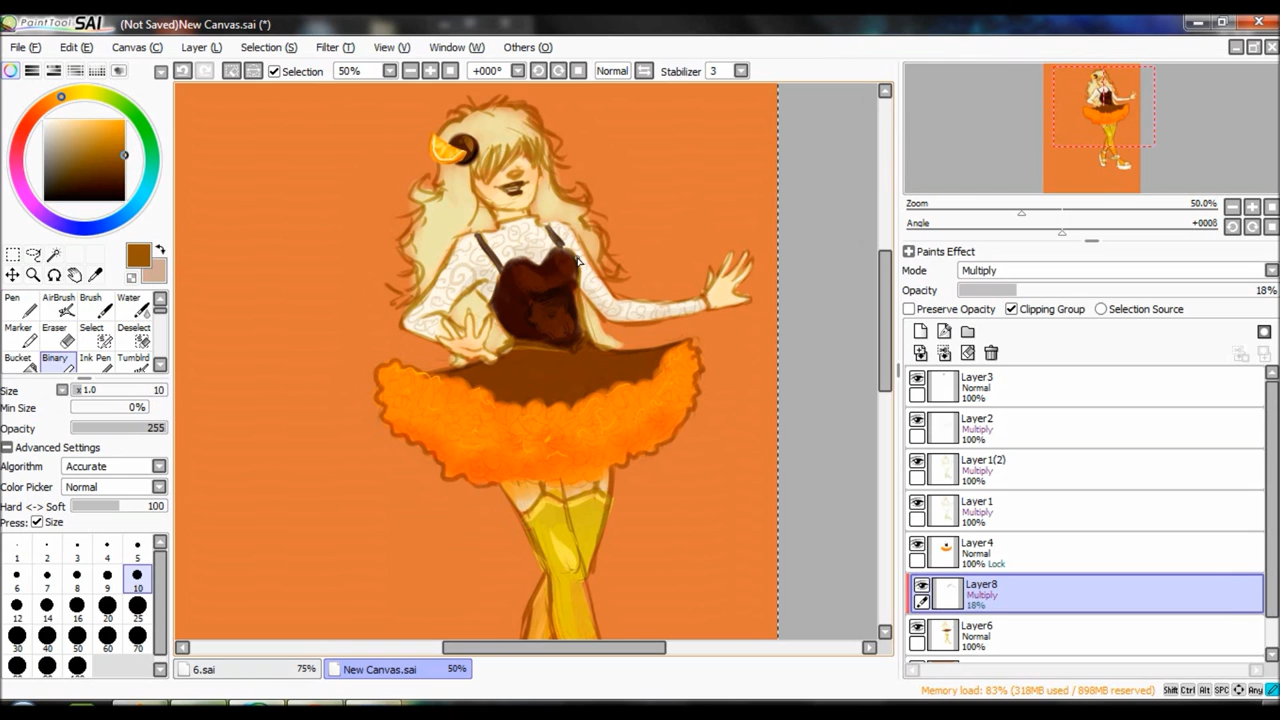 PaintTool SAI (Not Saved)New Canvas.sai (*)
File (F) Edit (E) Canvas (C) Layer (L) Selection (S) Filter (T) View (V) Window (W) Others (O)
Selection 50% +000° Normal Stabilizer 3
Zoom 50.0%
Angle +000§
Paints Effect
Mode Multiply
Opacity 18%
Preserve Opacity Clipping Group Selection Source
Pen AirBrush Brush Water
Marker Eraser Select Deselect
Bucket Binary Ink Pen Tumblrd
Size x 1.0 10
Min Size 0%
Opacity 255
Advanced Settings
Algorithm Accurate
Color Picker Normal
Hard <-> Soft 100
Press: Size
1 2 3 4 5
6 7 8 9 10
12 14 16 20 25
30 40 50 60 70
Layer3
Normal
100%
Layer2
Multiply
100%
Layer1(2)
Multiply
100%
Layer1
Multiply
100%
Layer4
Normal
100% Lock
Layer8
Multiply
18%
Layer6
Normal
100%
6.sai 75% New Canvas.sai 50%
Memory load: 83% (318MB used / 898MB reserved) Shift Ctrl Alt SPC Any